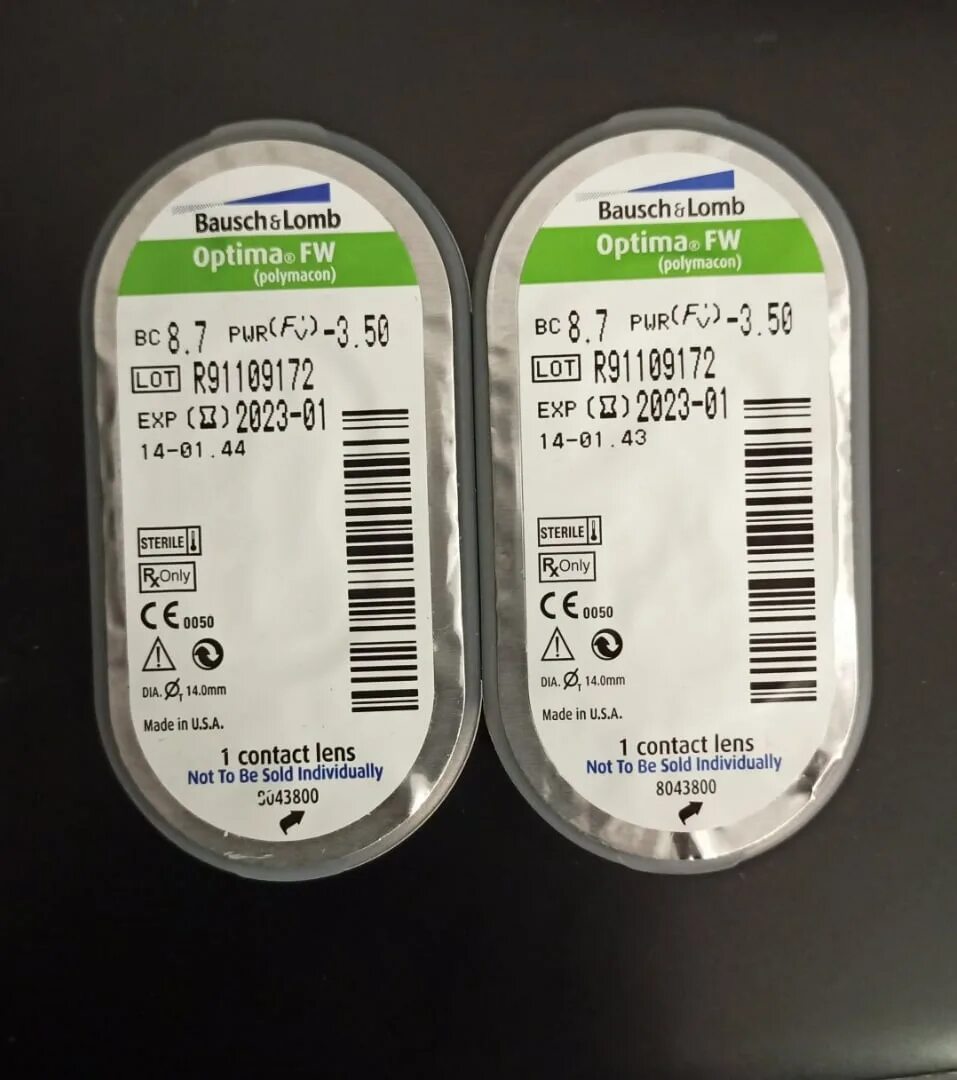 Bausch & Lomb
Optima® FW
(polymacon)
BC 8.7 PWR(F'v) -3.50
LOT R91109172
EXP 2023-01
14-01.44
STERILE
Rx Only
CE 0050
DIA. ØT 14.0mm
Made in U.S.A.
1 contact lens
Not To Be Sold Individually
8043800
Bausch & Lomb
Optima® FW
(polymacon)
BC 8.7 PWR(F'v) -3.50
LOT R91109172
EXP 2023-01
14-01.43
STERILE
Rx Only
CE 0050
DIA. ØT 14.0mm
Made in U.S.A.
1 contact lens
Not To Be Sold Individually
8043800